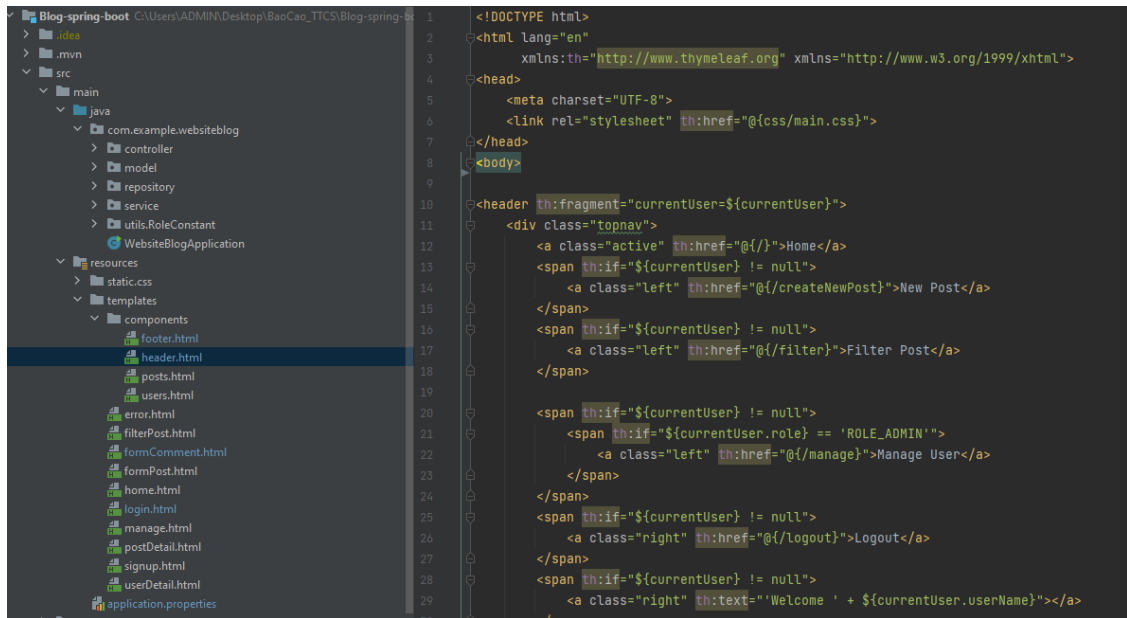 Blog-spring-boot C:\Users\ADMIN\Desktop\BaoCao_TTCS\Blog-spring-bo
.idea
.mvn
src
main
java
com.example.websiteblog
controller
model
repository
service
utils.RoleConstant
WebsiteBlogApplication
resources
static.css
templates
components
footer.html
header.html
posts.html
users.html
error.html
filterPost.html
formComment.html
formPost.html
home.html
login.html
manage.html
postDetail.html
signup.html
userDetail.html
application.properties
1 <!DOCTYPE html>
2 <html lang="en"
3 xmlns:th="http://www.thymeleaf.org" xmlns="http://www.w3.org/1999/xhtml">
4 <head>
5 <meta charset="UTF-8">
6 <link rel="stylesheet" th:href="@{css/main.css}">
7 </head>
8 <body>
9
10 <header th:fragment="currentUser=${currentUser}">
11 <div class="topnav">
12 <a class="active" th:href="@{/}">Home</a>
13 <span th:if="${currentUser} != null">
14 <a class="left" th:href="@{/createNewPost}">New Post</a>
15 </span>
16 <span th:if="${currentUser} != null">
17 <a class="left" th:href="@{/filter}">Filter Post</a>
18 </span>
19
20 <span th:if="${currentUser} != null">
21 <span th:if="${currentUser.role} == 'ROLE_ADMIN'">
22 <a class="left" th:href="@{/manage}">Manage User</a>
23 </span>
24 </span>
25 <span th:if="${currentUser} != null">
26 <a class="right" th:href="@{/logout}">Logout</a>
27 </span>
28 <span th:if="${currentUser} != null">
29 <a class="right" th:text="'Welcome ' + ${currentUser.userName}"></a>